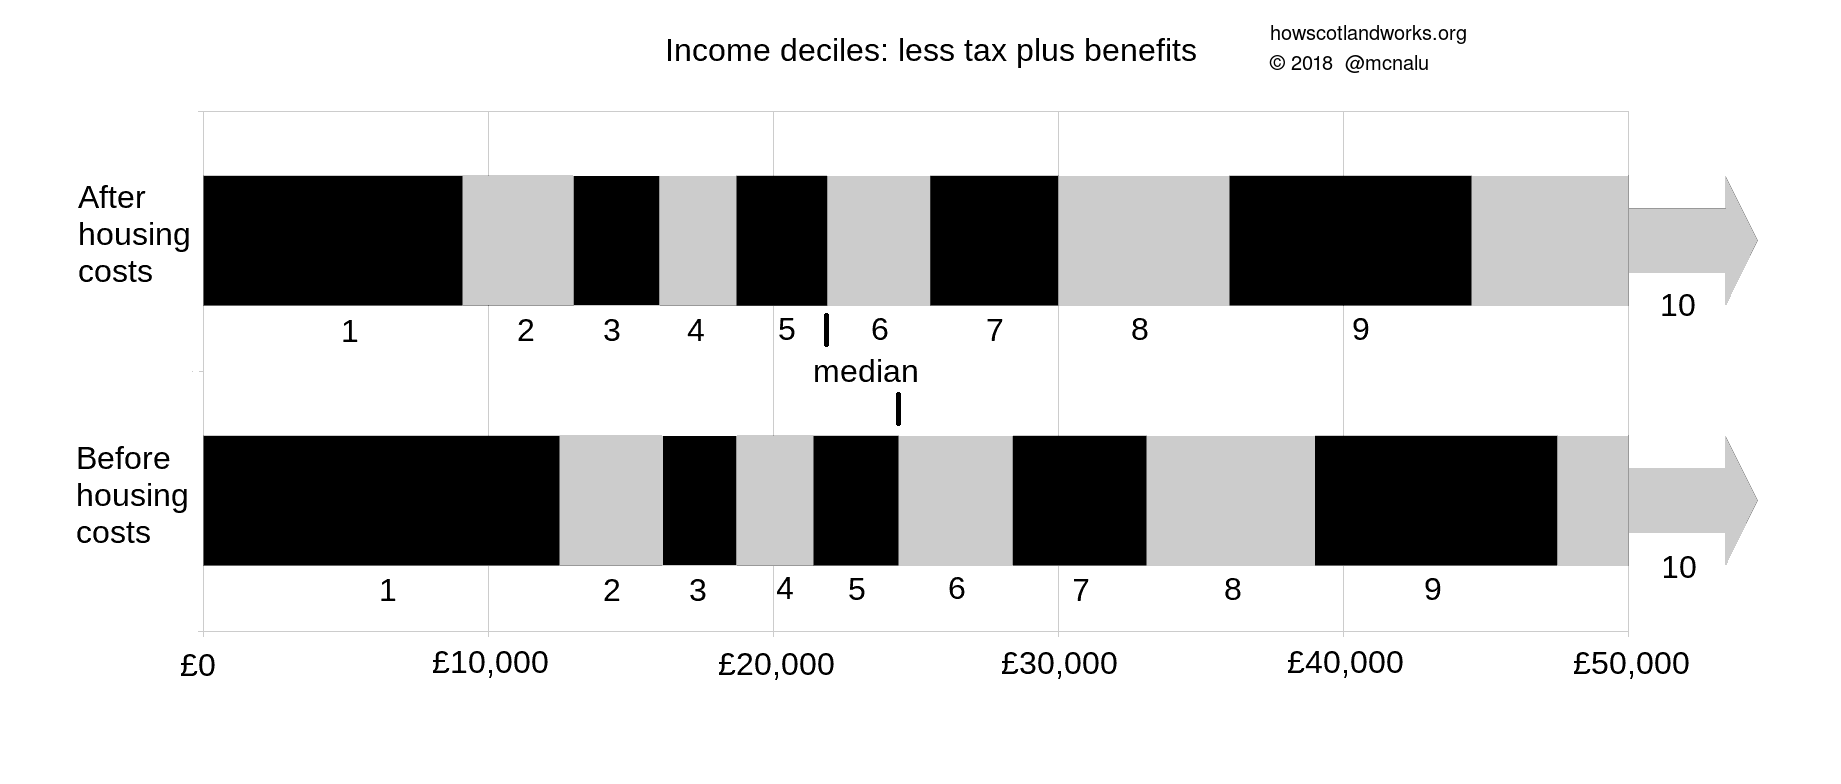 Income deciles: less tax plus benefits
howscotlandworks.org
© 2018 @mcnalu
After
housing
costs
1 2 3 4 5 6 7 8 9 10
median
Before
housing
costs
1 2 3 4 5 6 7 8 9 10
£0 £10,000 £20,000 £30,000 £40,000 £50,000